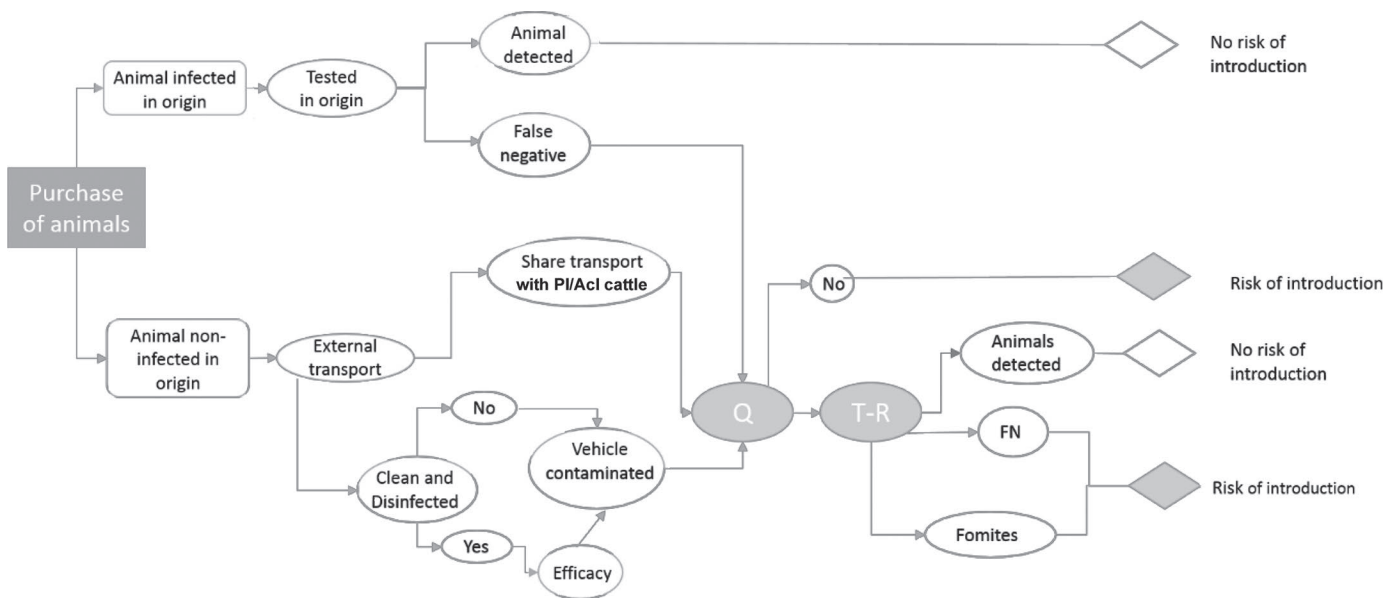 Animal
detected
No risk of
introduction
Animal infected
in origin
Tested
in origin
False
negative
Purchase
of animals
Share transport
with PI/AcI cattle
No
Risk of introduction
Animal non-
infected in
origin
External
transport
Animals
detected
No risk of
introduction
No
Q
T-R
FN
Vehicle
contaminated
Clean and
Disinfected
Risk of introduction
Fomites
Yes
Efficacy